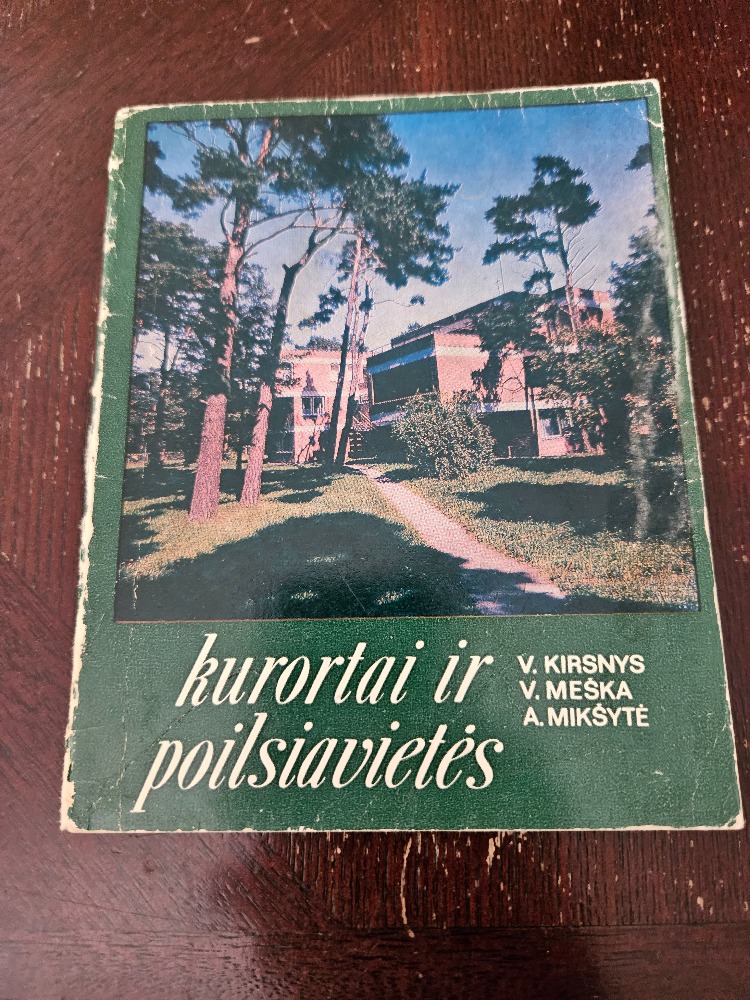 kurortai ir
poilsiavietės
V. KIRSNYS
V. MEŠKA
A. MIKŠYTĖ